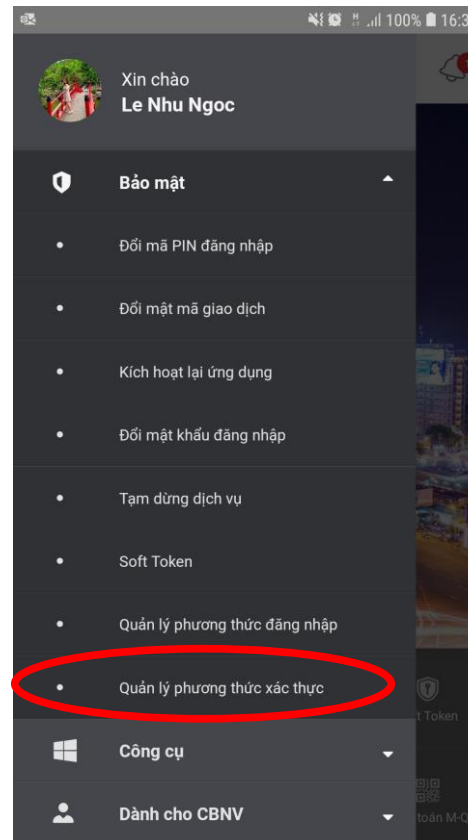 100% 16:3
Xin chào
Le Nhu Ngoc
Bảo mật
Đổi mã PIN đăng nhập
Đổi mật mã giao dịch
Kích hoạt lại ứng dụng
Đổi mật khẩu đăng nhập
Tạm dừng dịch vụ
Soft Token
Quản lý phương thức đăng nhập
Quản lý phương thức xác thực
t Token
Công cụ
Dành cho CBNV
toán M-Q